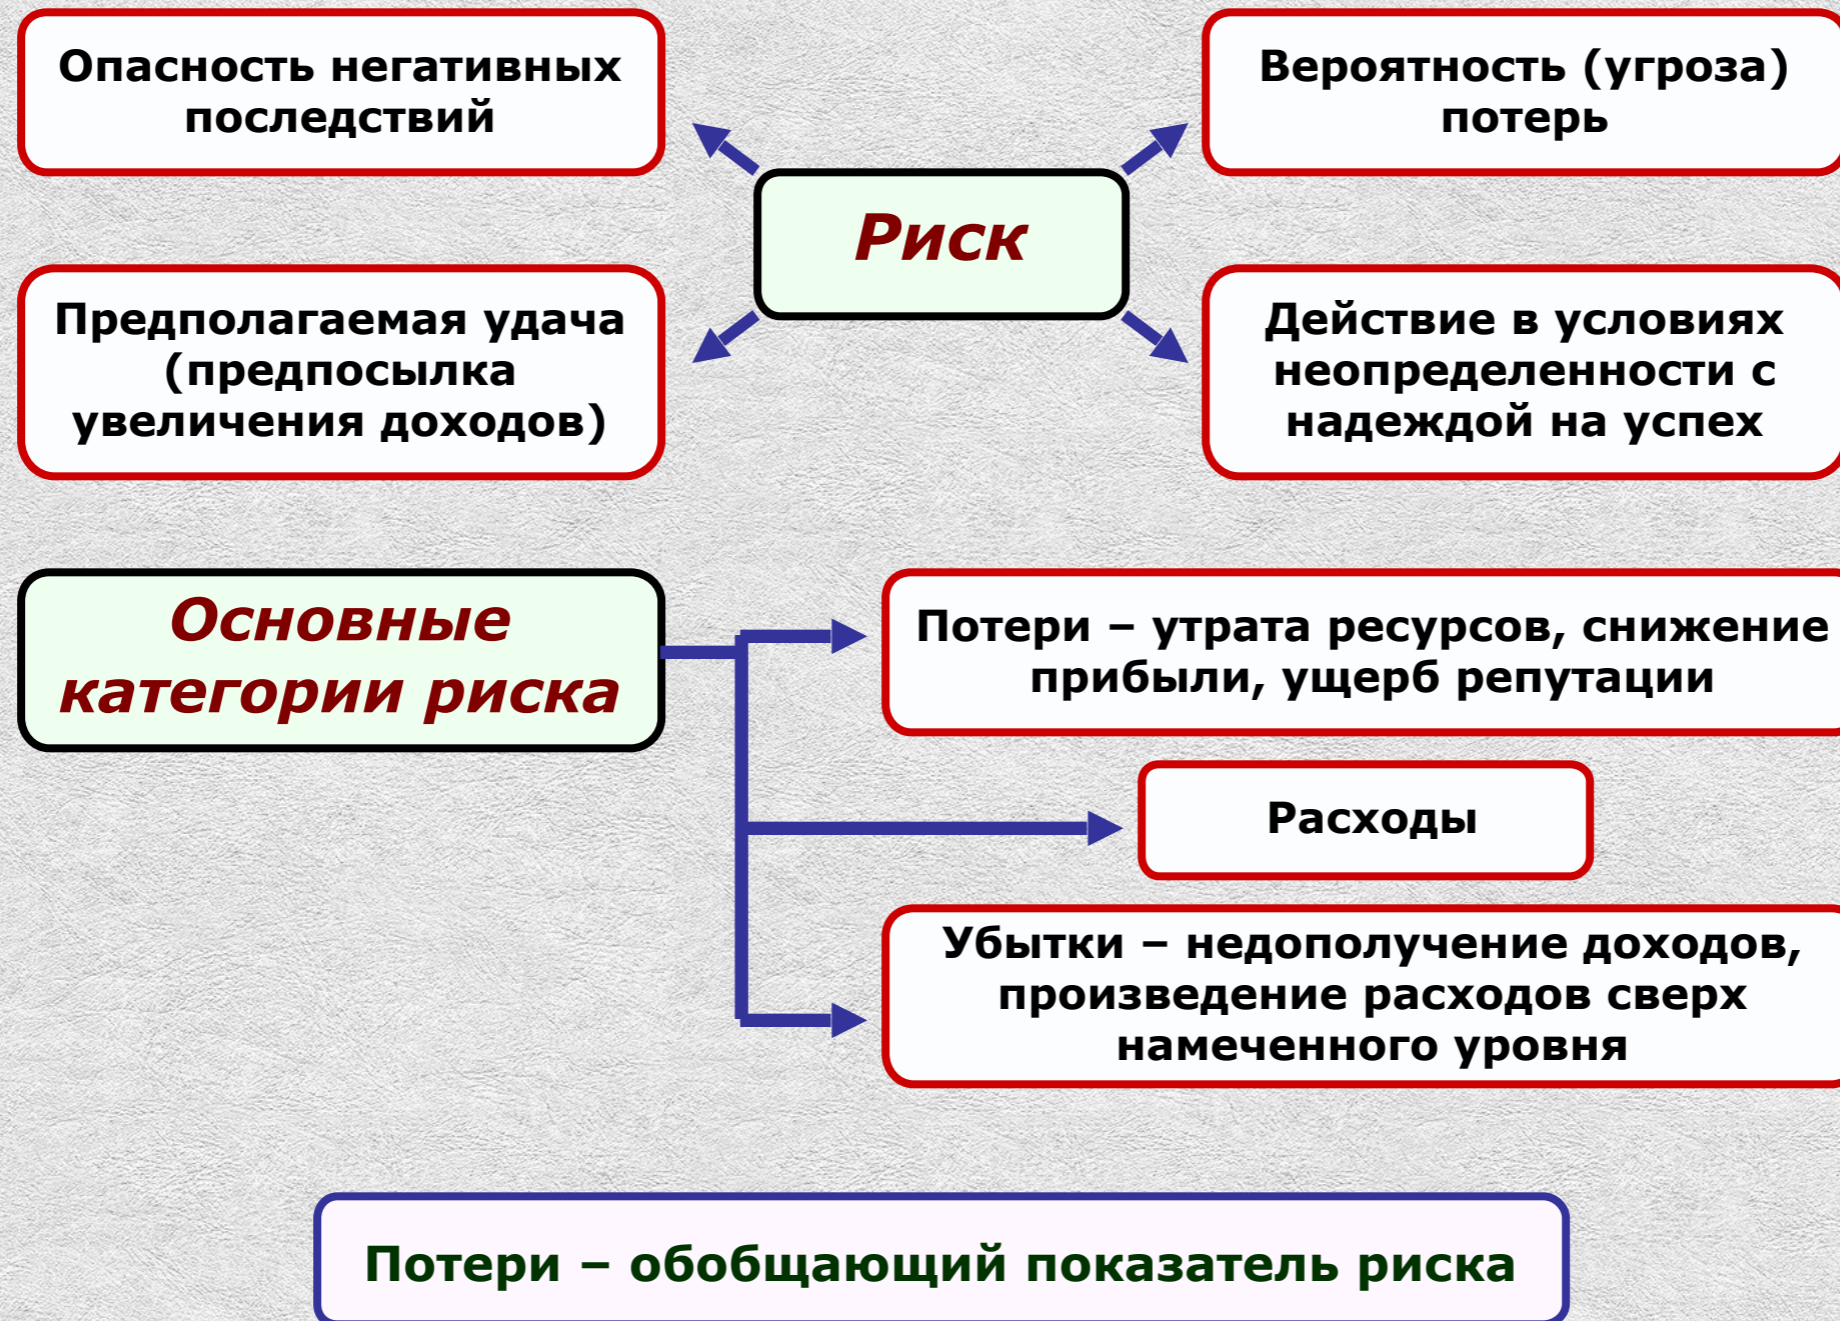 Опасность негативных
последствий
Вероятность (угроза)
потерь
Риск
Предполагаемая удача
(предпосылка
увеличения доходов)
Действие в условиях
неопределенности с
надеждой на успех
Основные
категории риска
Потери – утрата ресурсов, снижение
прибыли, ущерб репутации
Расходы
Убытки – недополучение доходов,
произведение расходов сверх
намеченного уровня
Потери – обобщающий показатель риска